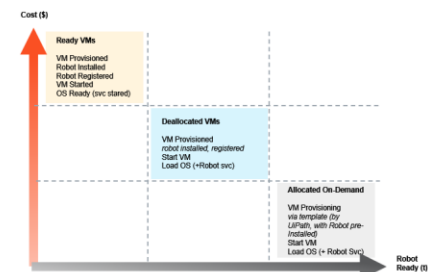 Cost ($)
Ready VMs
VM Provisioned
Robot Installed
Robot Registered
VM Started
OS Ready (svc stared)
Deallocated VMs
VM Provisioned
robot installed, registered
Start VM
Load OS (+Robot svc)
Allocated On-Demand
VM Provisioning
via template (by
UiPath, with Robot pre-
Installed)
Start VM
Load OS (+ Robot Svc)
Robot
Ready (t)